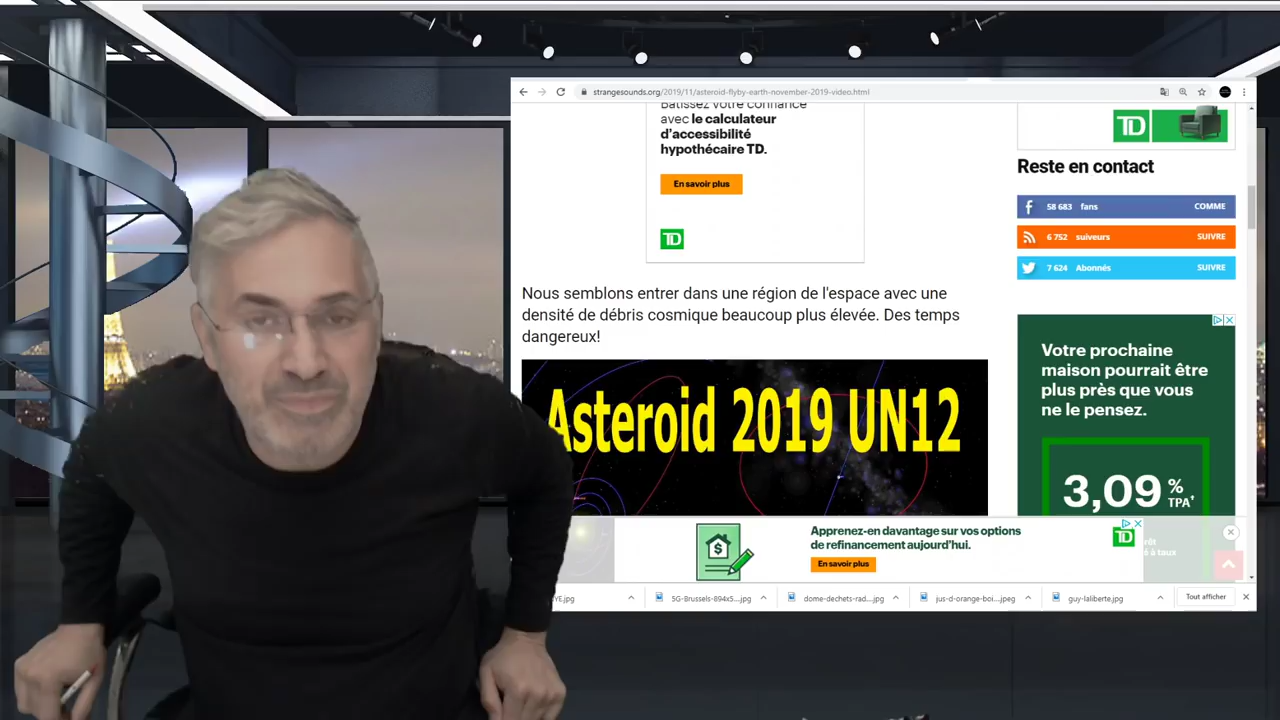 strangesounds.org/2019/11/asteroid-flyby-earth-november-2019-video.html
Bâtissez votre confiance
avec le calculateur
d'accessibilité
hypothécaire TD.
En savoir plus
TD
TD
Reste en contact
58 683 fans COMME
6 752 suiveurs SUIVRE
7 624 Abonnés SUIVRE
Nous semblons entrer dans une région de l'espace avec une
densité de débris cosmique beaucoup plus élevée. Des temps
dangereux!
Asteroid 2019 UN12
Votre prochaine
maison pourrait être
plus près que vous
ne le pensez.
3,09 % TPA†
Apprenez-en davantage sur vos options
de refinancement aujourd'hui.
En savoir plus
TD
rêt
é à taux
YE.jpg
5G-Brussels-894x5....jpg
dome-dechets-rad....jpg
jus-d-orange-boi....jpeg
guy-laliberte.jpg
Tout afficher